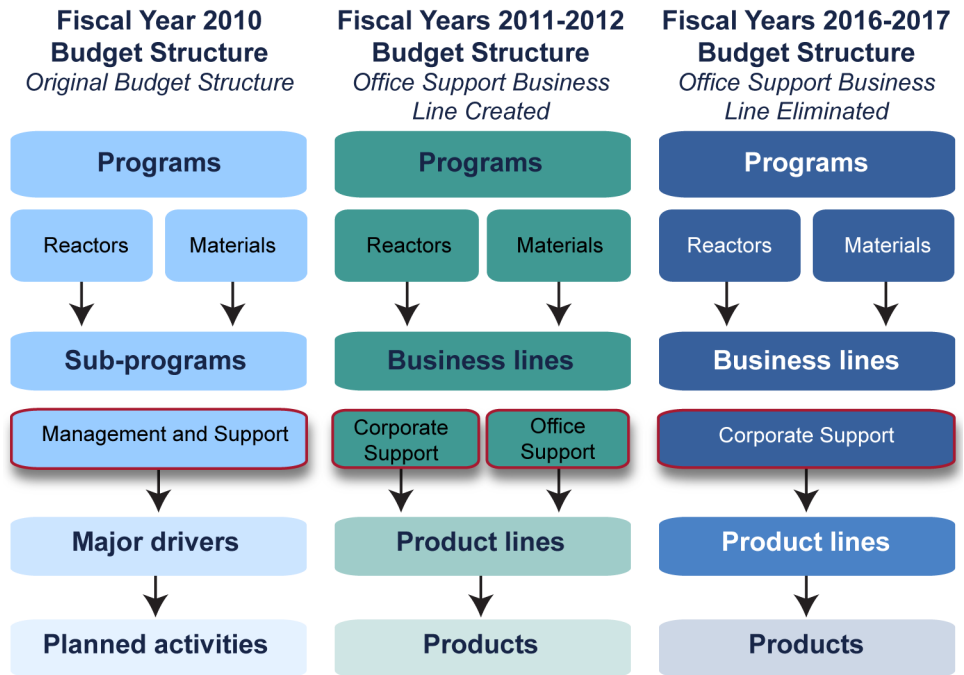 Fiscal Year 2010
Budget Structure
Original Budget Structure
Programs
Reactors
Materials
Sub-programs
Management and Support
Major drivers
Planned activities
Fiscal Years 2011-2012
Budget Structure
Office Support Business
Line Created
Programs
Reactors
Materials
Business lines
Corporate
Support
Office
Support
Product lines
Products
Fiscal Years 2016-2017
Budget Structure
Office Support Business
Line Eliminated
Programs
Reactors
Materials
Business lines
Corporate Support
Product lines
Products